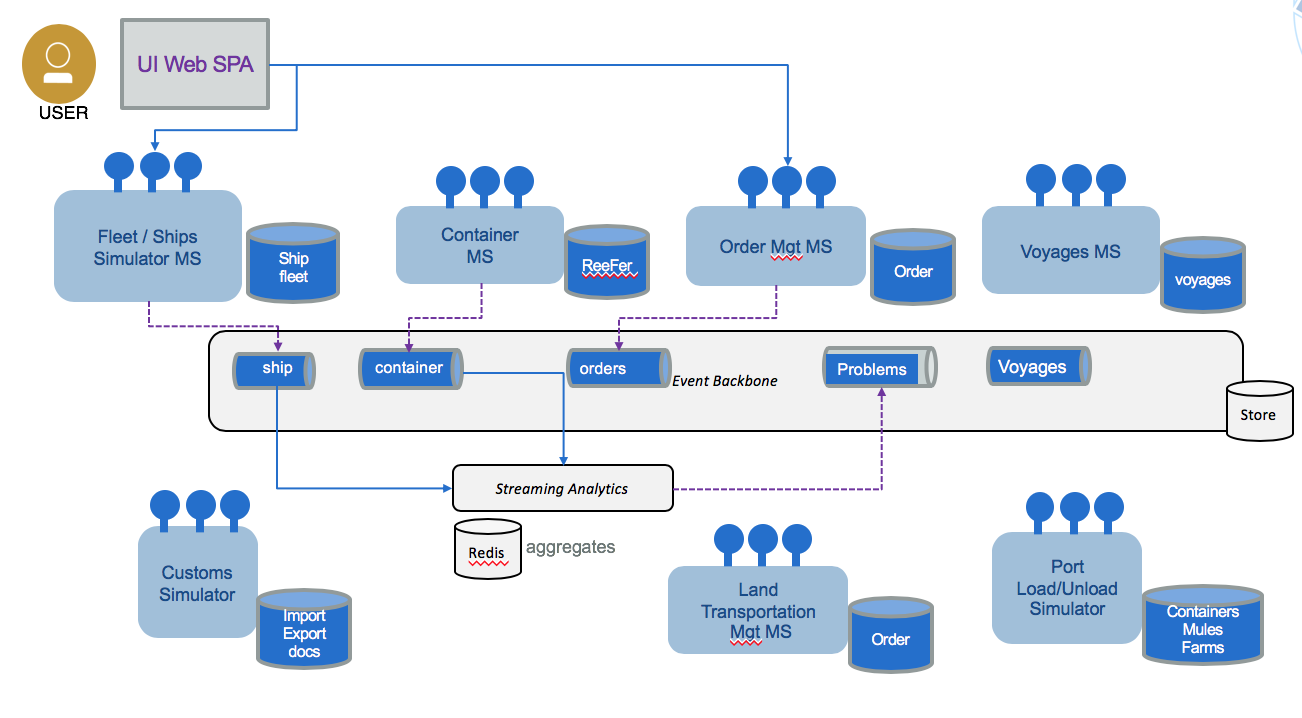 UI Web SPA
USER
Fleet / Ships
Simulator MS
Ship
fleet
Container
MS
ReeFer
Order Mgt MS
Order
Voyages MS
voyages
ship
container
orders
Event Backbone
Problems
Voyages
Store
Streaming Analytics
Redis
aggregates
Customs
Simulator
Import
Export
docs
Land
Transportation
Mgt MS
Order
Port
Load/Unload
Simulator
Containers
Mules
Farms